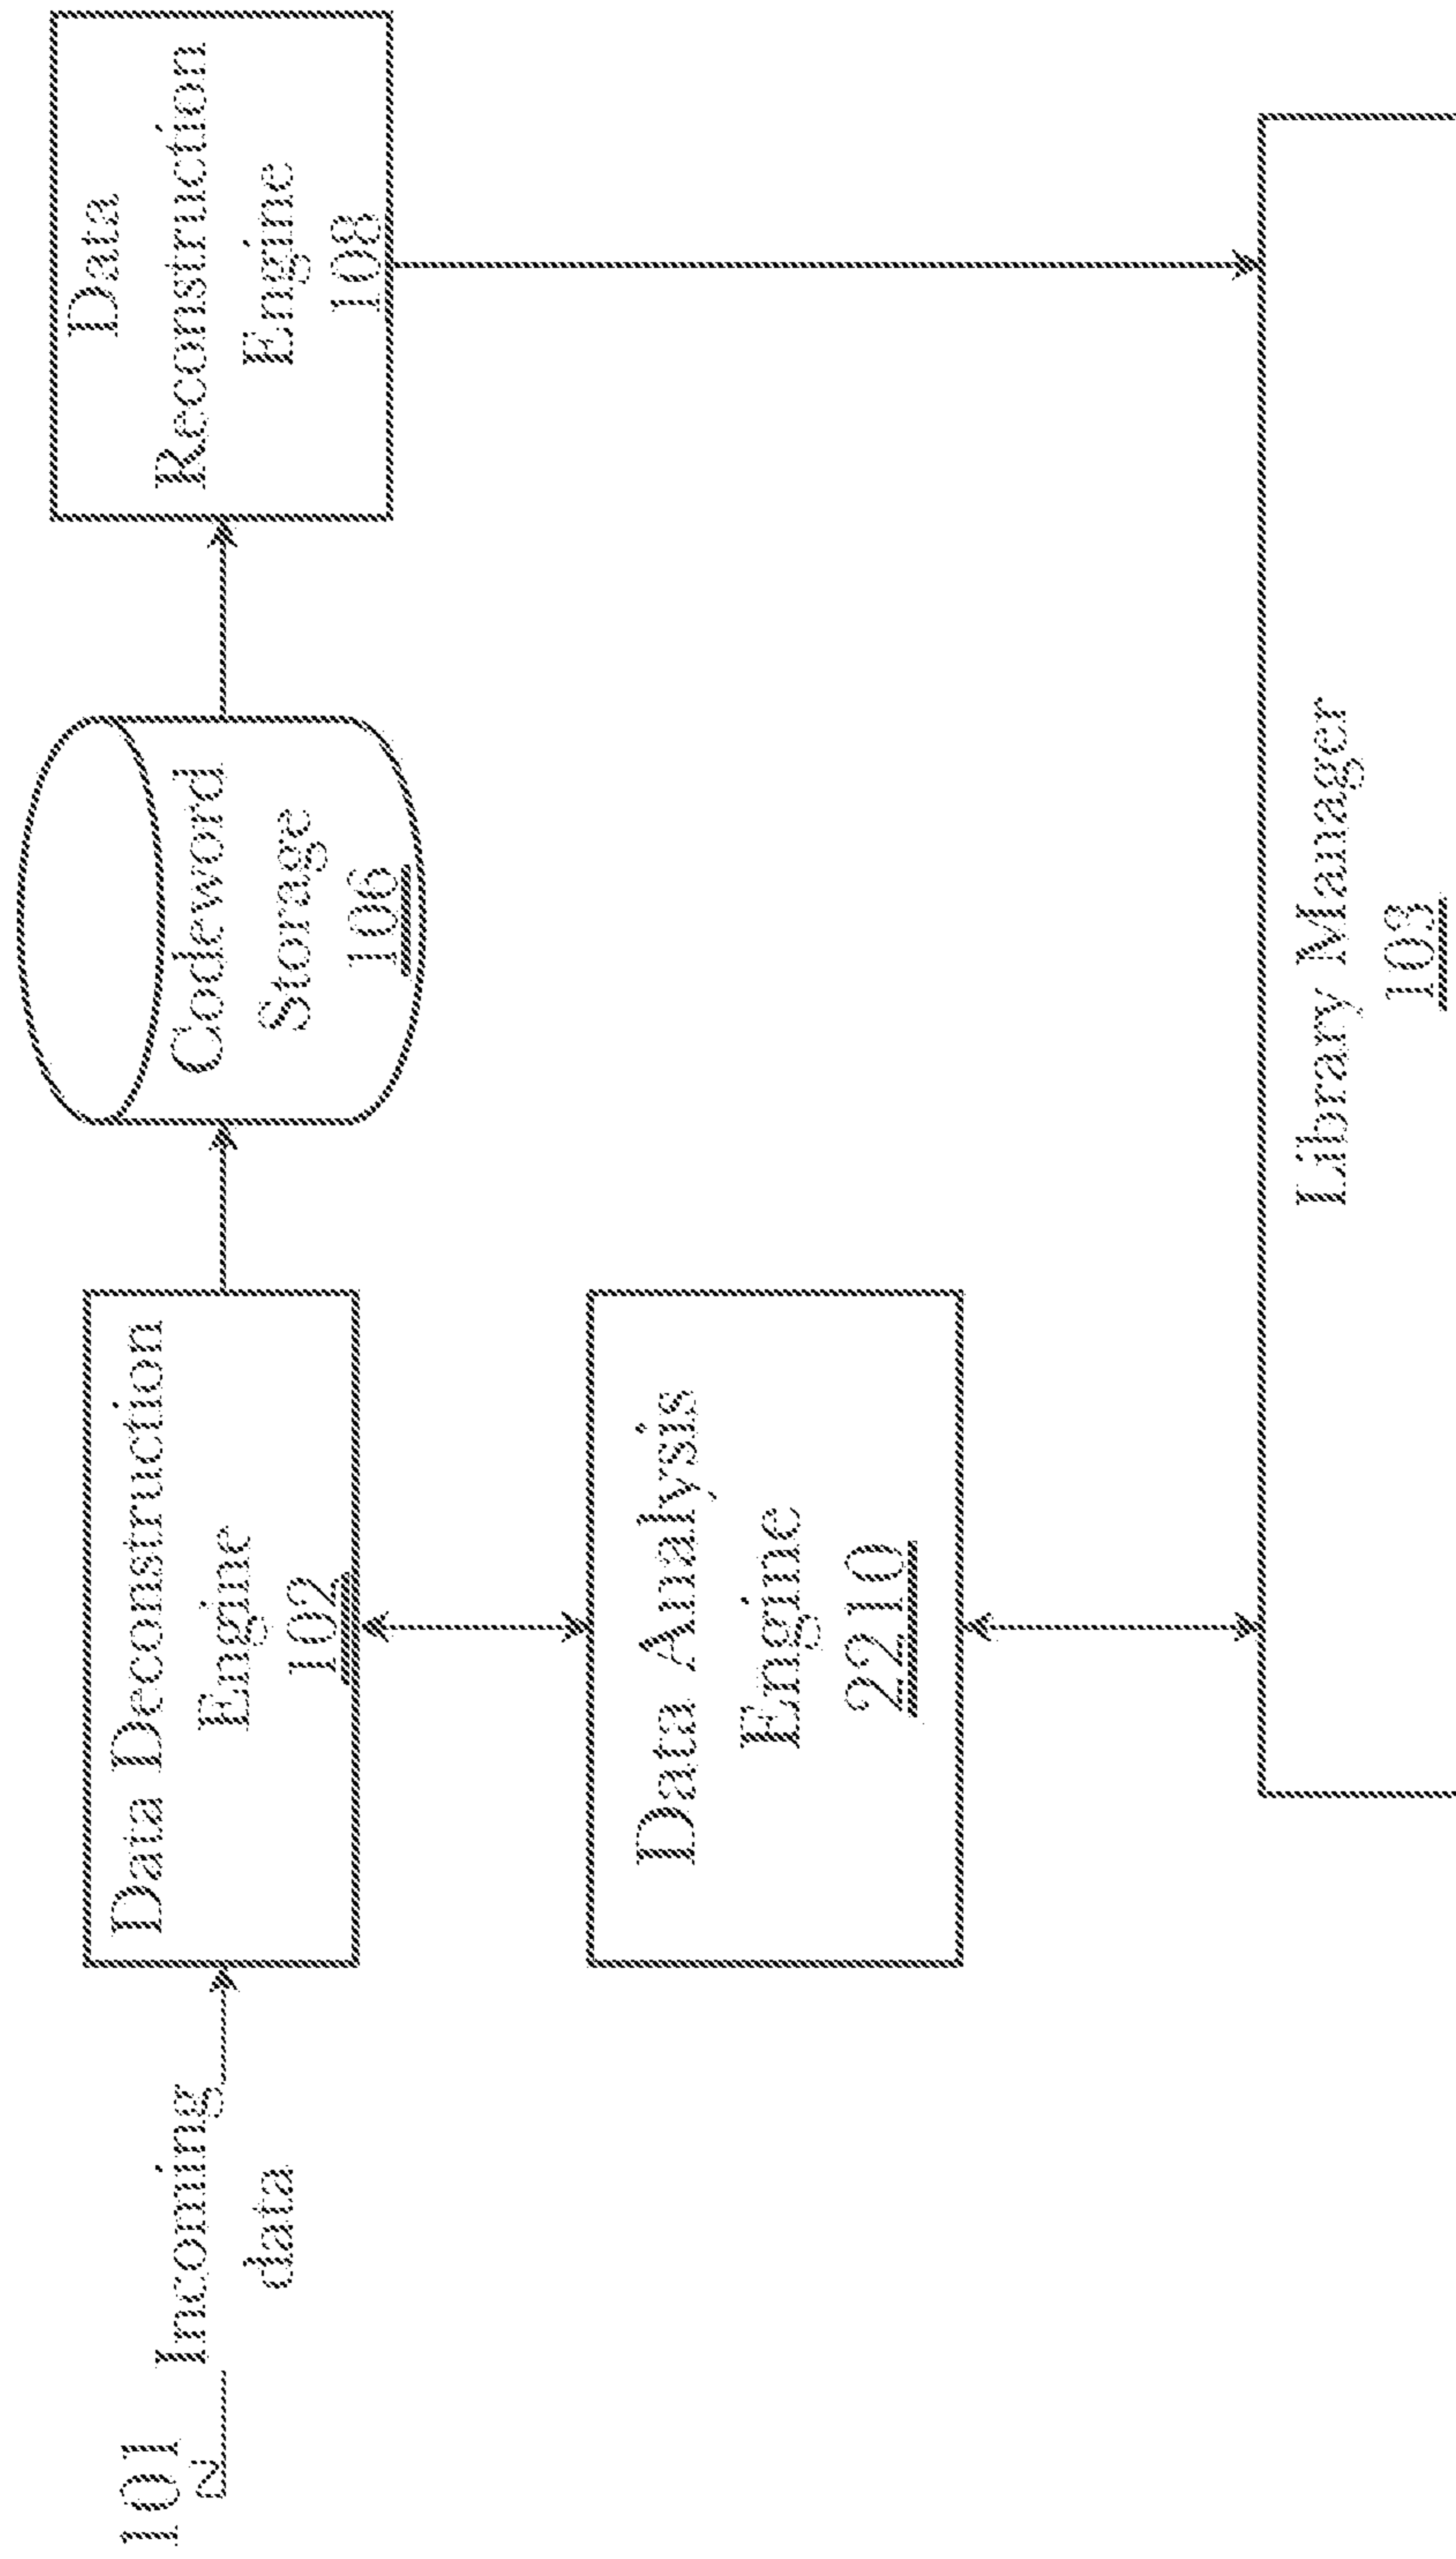 101
Incoming
data
Data Deconstruction
Engine
102
Codeword
Storage
106
Data
Reconstruction
Engine
108
Data Analysis
Engine
2210
Library Manager
103